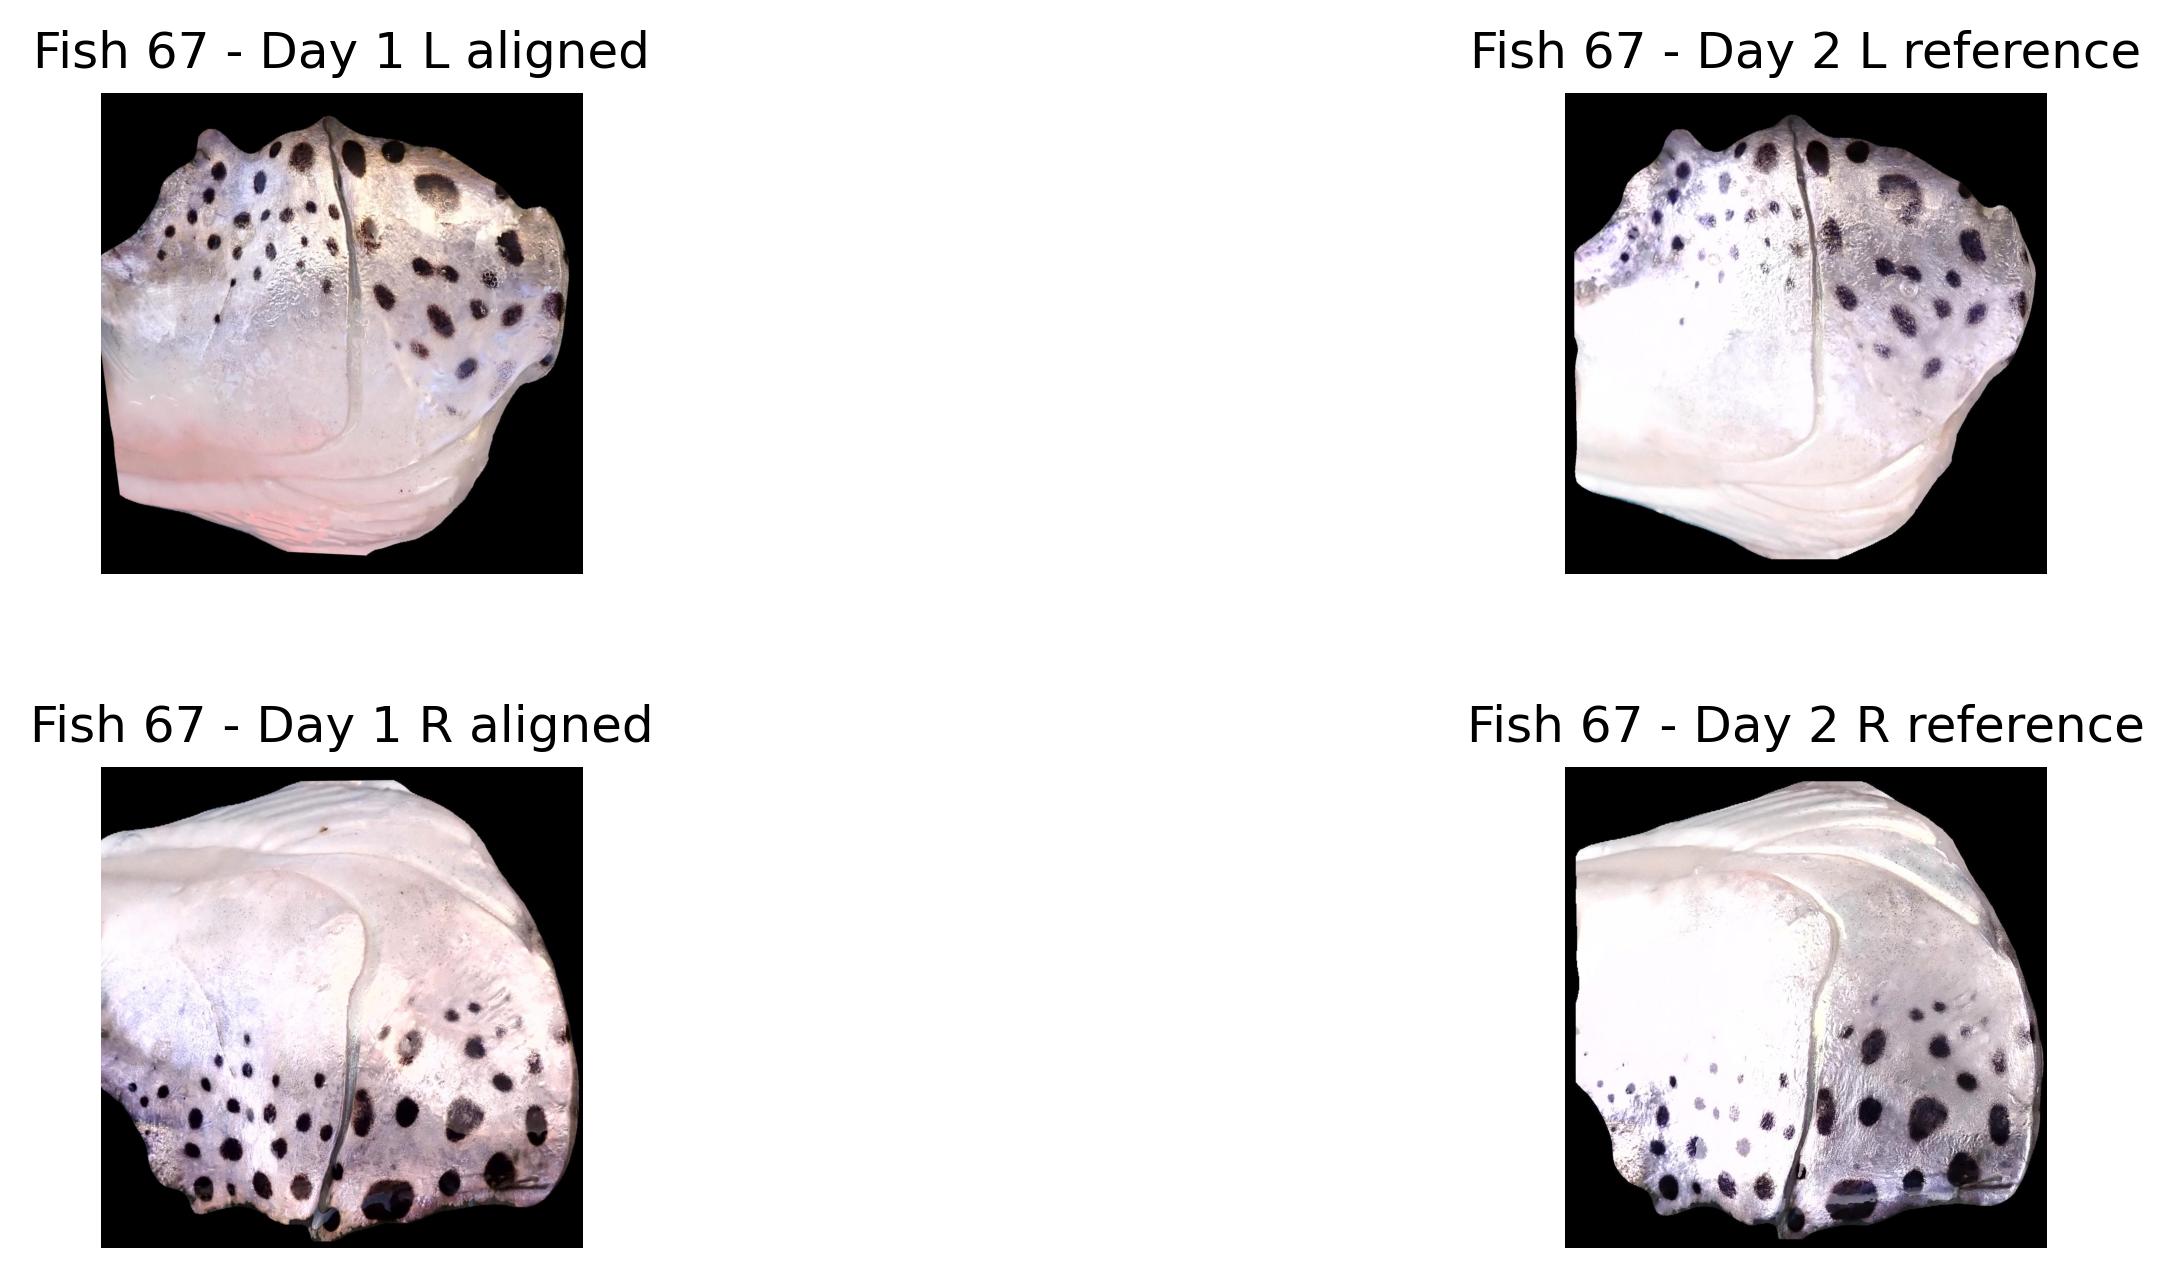 Fish 67 - Day 1 L aligned
Fish 67 - Day 2 L reference
Fish 67 - Day 1 R aligned
Fish 67 - Day 2 R reference